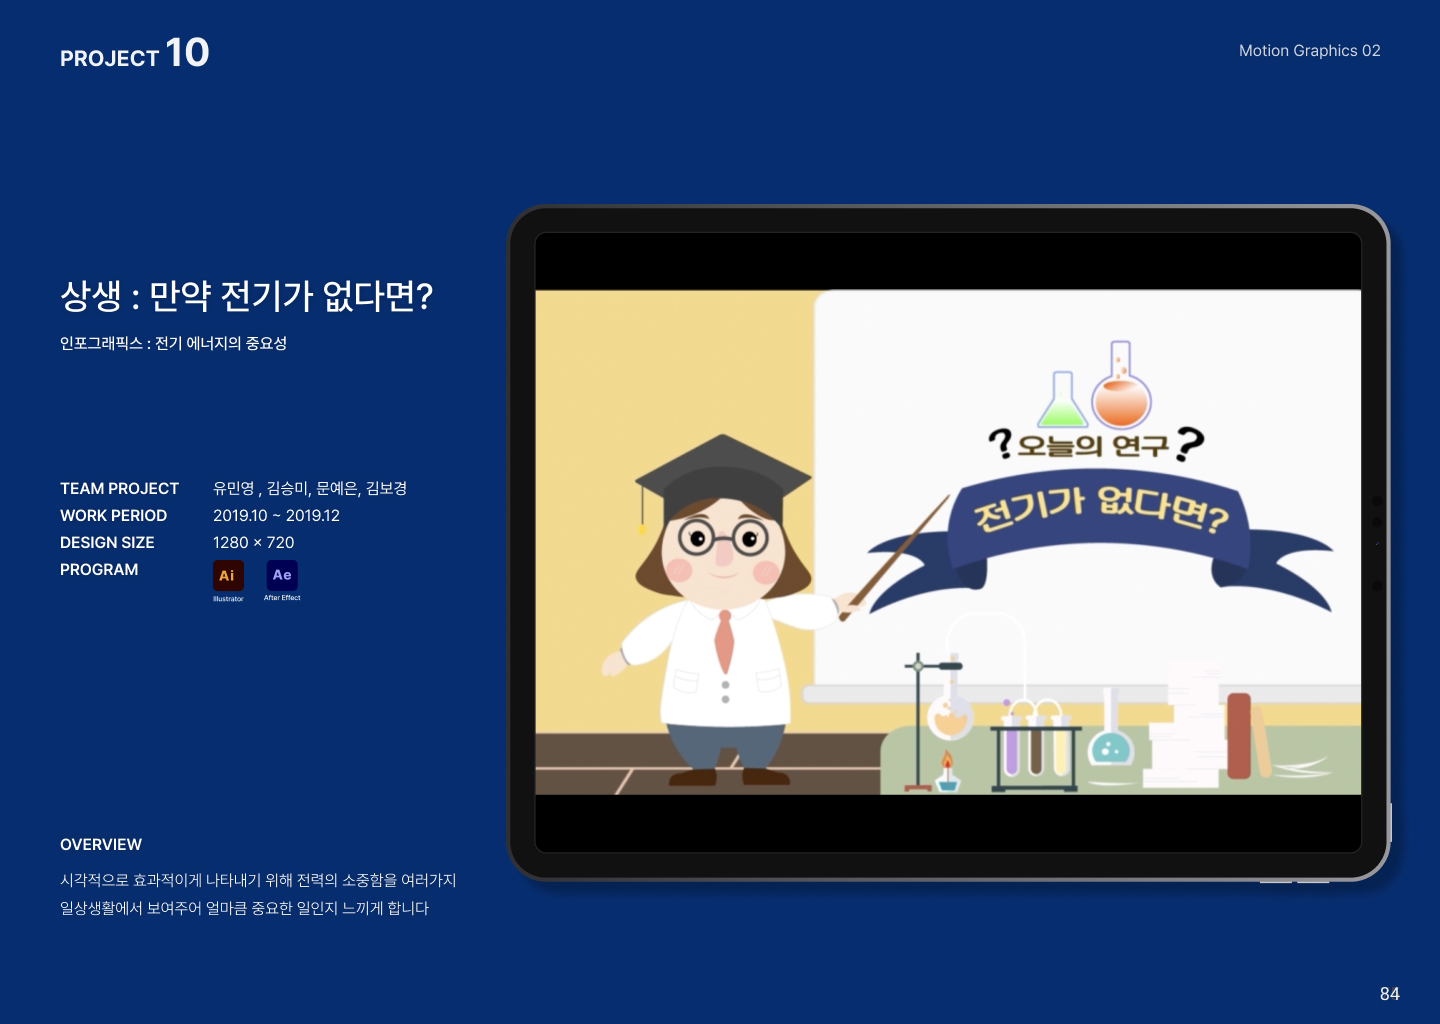 PROJECT 10
Motion Graphics 02
상생 : 만약 전기가 없다면?
인포그래픽스 : 전기 에너지의 중요성
TEAM PROJECT 유민영 , 김승미, 문예은, 김보경
WORK PERIOD 2019.10 ~ 2019.12
DESIGN SIZE 1280 × 720
PROGRAM
Ai Ae
Illustrator After Effect
OVERVIEW
시각적으로 효과적이게 나타내기 위해 전력의 소중함을 여러가지
일상생활에서 보여주어 얼마큼 중요한 일인지 느끼게 합니다
?오늘의 연구?
전기가 없다면?
84